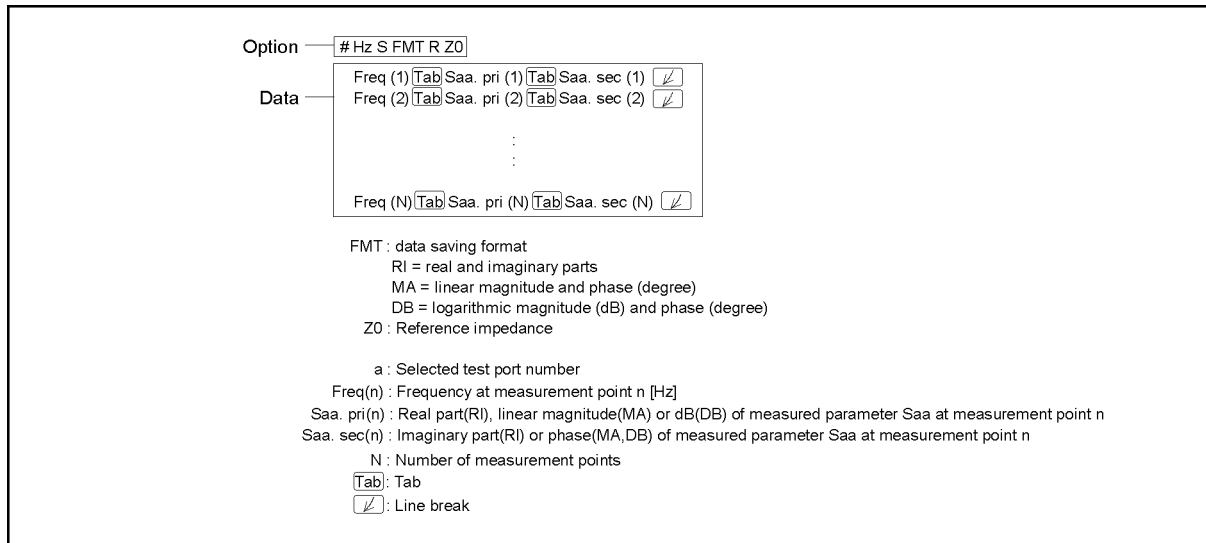 Option # Hz S FMT R Z0
Freq (1) Tab Saa. pri (1) Tab Saa. sec (1)
Data Freq (2) Tab Saa. pri (2) Tab Saa. sec (2)
:
:
Freq (N) Tab Saa. pri (N) Tab Saa. sec (N)
FMT : data saving format
RI = real and imaginary parts
MA = linear magnitude and phase (degree)
DB = logarithmic magnitude (dB) and phase (degree)
Z0 : Reference impedance
a : Selected test port number
Freq(n) : Frequency at measurement point n [Hz]
Saa. pri(n) : Real part(RI), linear magnitude(MA) or dB(DB) of measured parameter Saa at measurement point n
Saa. sec(n) : Imaginary part(RI) or phase(MA,DB) of measured parameter Saa at measurement point n
N : Number of measurement points
Tab : Tab
: Line break